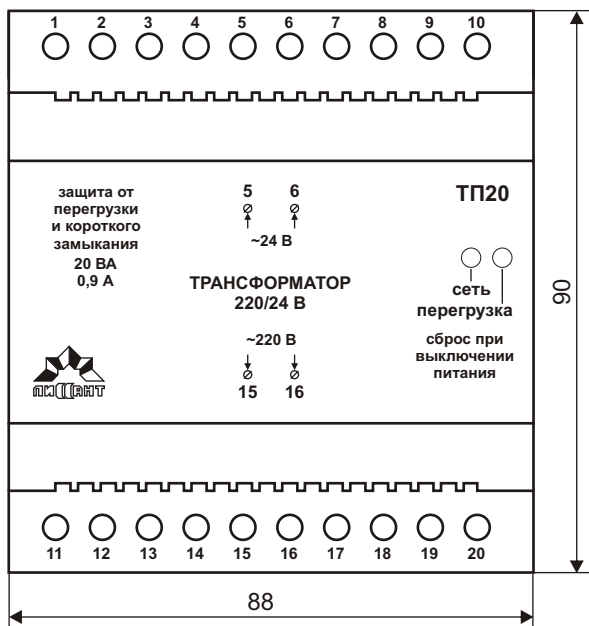 1 2 3 4 5 6 7 8 9 10
защита от
перегрузки
и короткого
замыкания
20 ВА
0,9 А
5 6
~24 В
ТРАНСФОРМАТОР
220/24 В
~220 В
15 16
ТП20
сеть
перегрузка
сброс при
выключении
питания
ЛИССАНТ
11 12 13 14 15 16 17 18 19 20
88
90